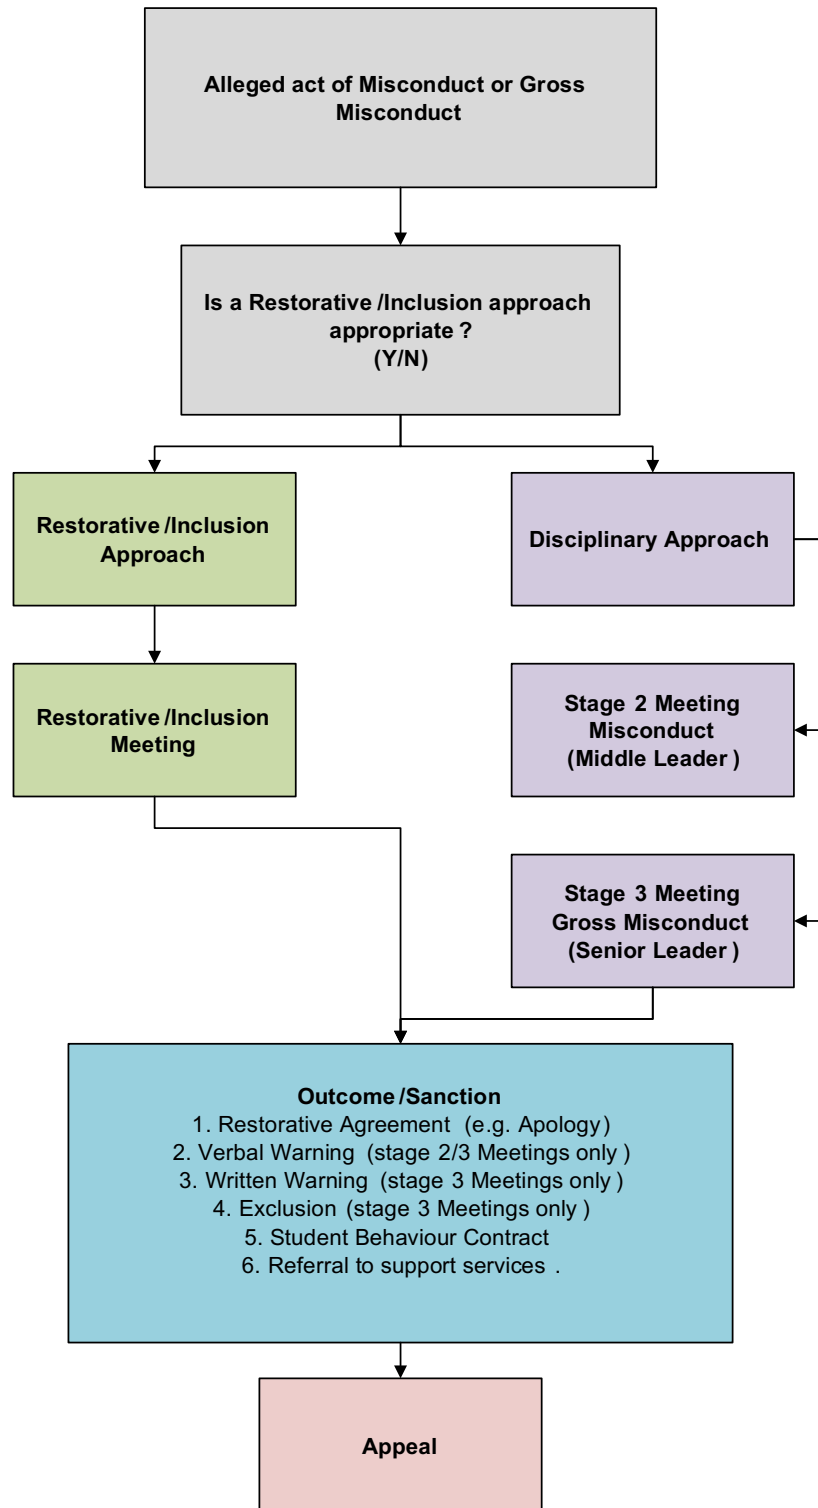 Alleged act of Misconduct or Gross
Misconduct
Is a Restorative /Inclusion approach
appropriate ?
(Y/N)
Restorative /Inclusion
Approach
Disciplinary Approach
Restorative /Inclusion
Meeting
Stage 2 Meeting
Misconduct
(Middle Leader )
Stage 3 Meeting
Gross Misconduct
(Senior Leader )
Outcome /Sanction
1. Restorative Agreement (e.g. Apology)
2. Verbal Warning (stage 2/3 Meetings only )
3. Written Warning (stage 3 Meetings only )
4. Exclusion (stage 3 Meetings only )
5. Student Behaviour Contract
6. Referral to support services .
Appeal